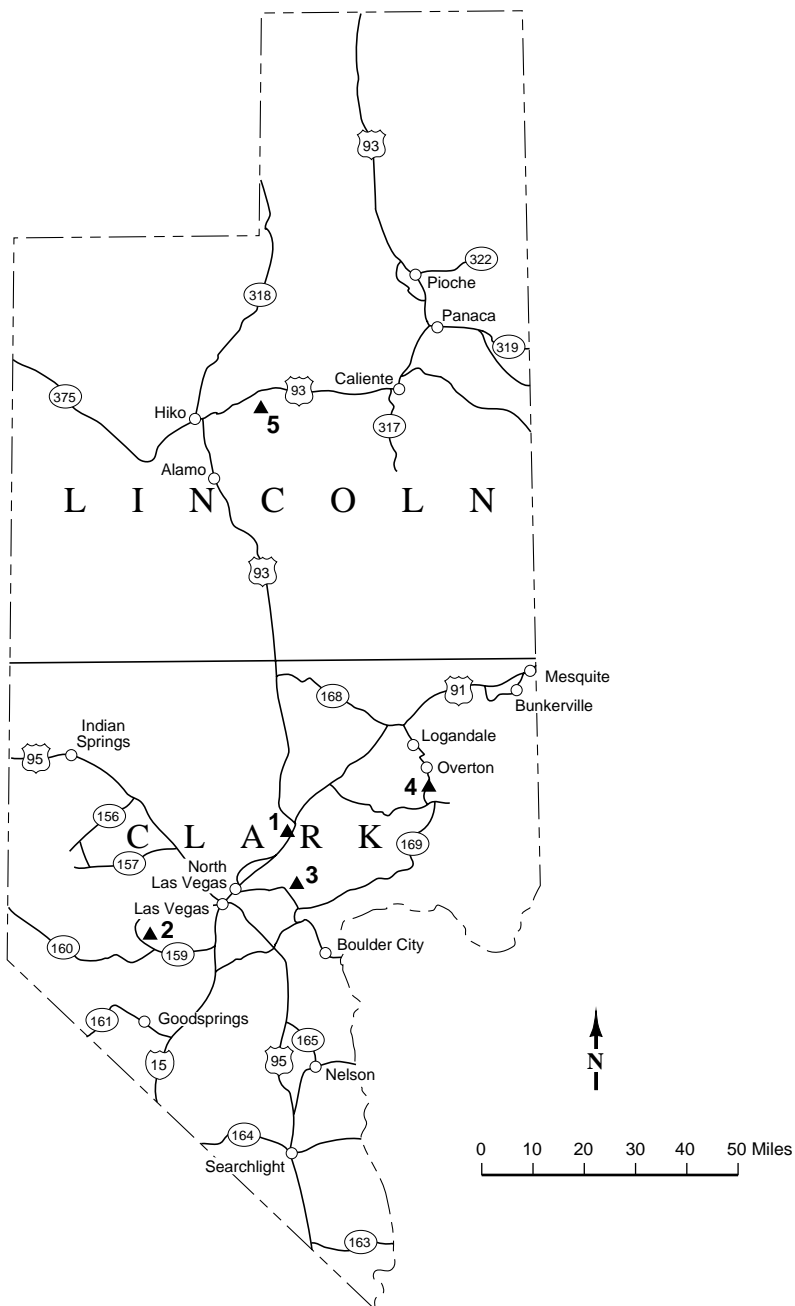 93
322
Pioche
318
Panaca
319
Caliente
93
375
Hiko
5
317
Alamo
L I N C O L N
93
Mesquite
168
91
Bunkerville
Indian
Springs
Logandale
95
Overton
4
156
1
C L A R K
169
157
North
Las Vegas
3
Las Vegas
2
160
159
Boulder City
161
Goodsprings
165
15
95
Nelson
N
164
Searchlight
0 10 20 30 40 50 Miles
163